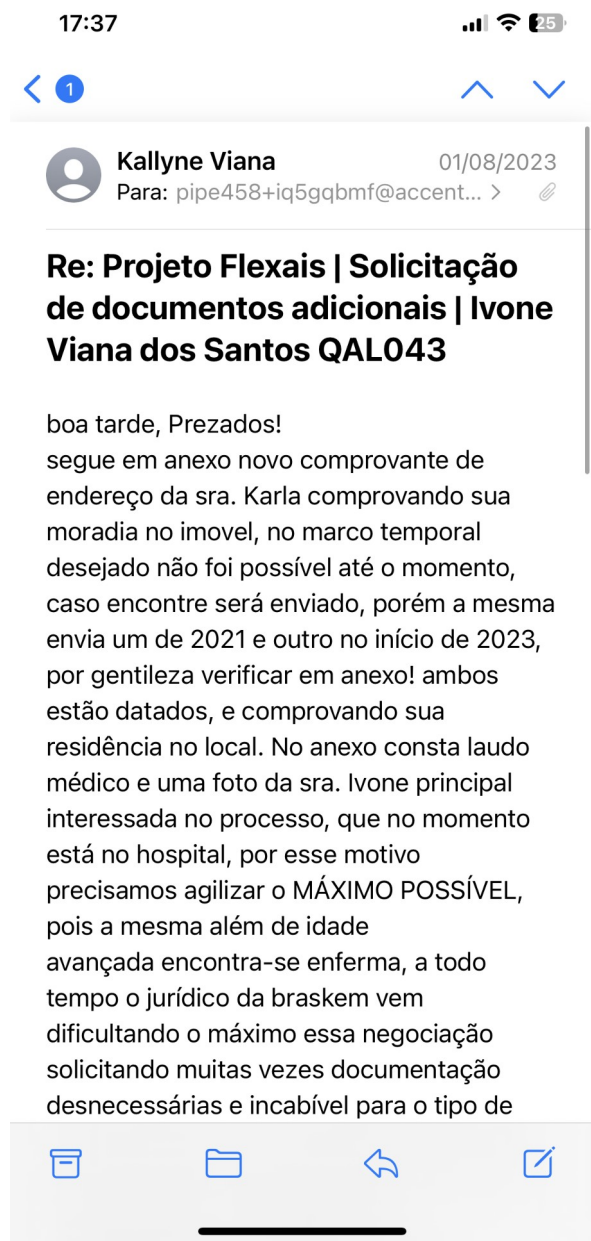 17:37
25
1
Kallyne Viana
01/08/2023
Para: pipe458+iq5gqbmf@accent...
Re: Projeto Flexais | Solicitação
de documentos adicionais | Ivone
Viana dos Santos QAL043
boa tarde, Prezados!
segue em anexo novo comprovante de
endereço da sra. Karla comprovando sua
moradia no imovel, no marco temporal
desejado não foi possível até o momento,
caso encontre será enviado, porém a mesma
envia um de 2021 e outro no início de 2023,
por gentileza verificar em anexo! ambos
estão datados, e comprovando sua
residência no local. No anexo consta laudo
médico e uma foto da sra. Ivone principal
interessada no processo, que no momento
está no hospital, por esse motivo
precisamos agilizar o MÁXIMO POSSÍVEL,
pois a mesma além de idade
avançada encontra-se enferma, a todo
tempo o jurídico da braskem vem
dificultando o máximo essa negociação
solicitando muitas vezes documentação
desnecessárias e incabível para o tipo de